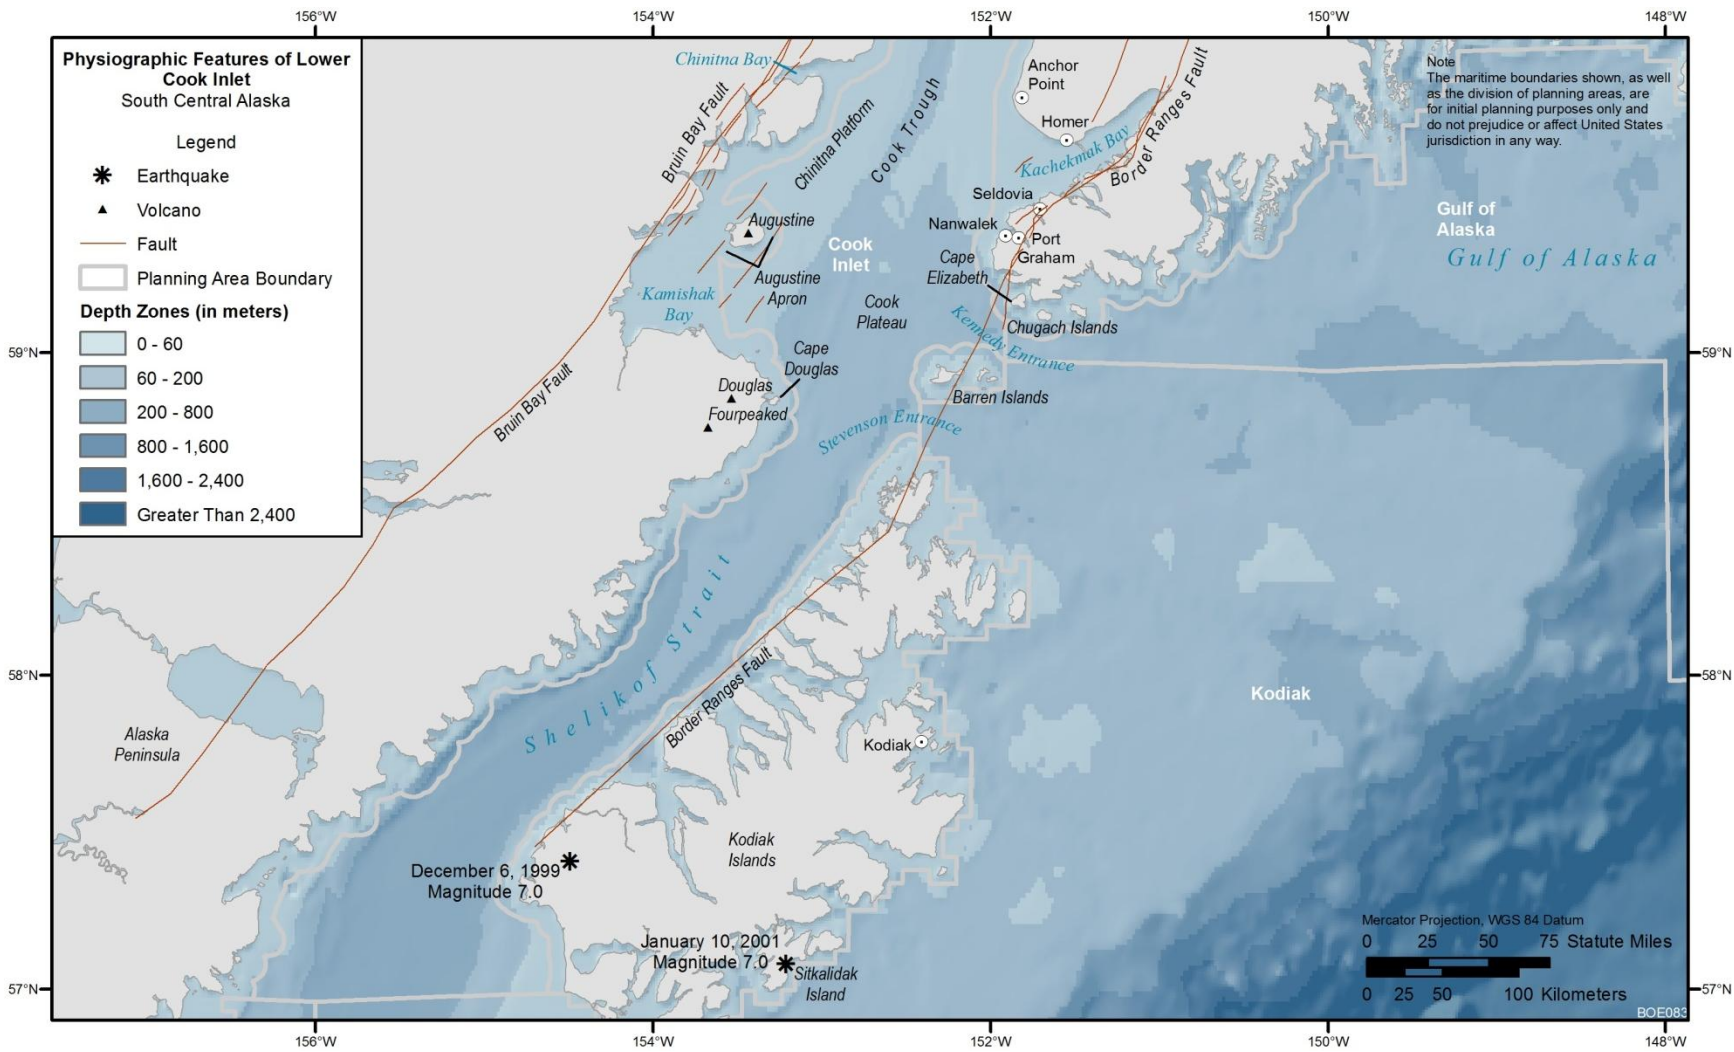 156°W
154°W
152°W
150°W
148°W
Physiographic Features of Lower
Cook Inlet
South Central Alaska
Legend
Earthquake
Volcano
Fault
Planning Area Boundary
Depth Zones (in meters)
0 - 60
60 - 200
200 - 800
800 - 1,600
1,600 - 2,400
Greater Than 2,400
Note
The maritime boundaries shown, as well
as the division of planning areas, are
for initial planning purposes only and
do not prejudice or affect United States
jurisdiction in any way.
Chinitna Bay
Bruin Bay Fault
Chinitna Platform
Cook Trough
Anchor
Point
Homer
Kachekmak Bay
Border Ranges Fault
Seldovia
Nanwalek
Port
Graham
Augustine
Augustine
Apron
Cook
Inlet
Cape
Elizabeth
Gulf of
Alaska
Gulf of Alaska
Kamishak
Bay
Cook
Plateau
Kennedy Entrance
Chugach Islands
59°N
59°N
Cape
Douglas
Douglas
Fourpeaked
Barren Islands
Stevenson Entrance
Bruin Bay Fault
Shelikof Strait
58°N
58°N
Border Ranges Fault
Kodiak
Alaska
Peninsula
Kodiak
Kodiak
Islands
December 6, 1999
Magnitude 7.0
January 10, 2001
Magnitude 7.0
Sitkalidak
Island
Mercator Projection, WGS 84 Datum
0 25 50 75 Statute Miles
0 25 50 100 Kilometers
57°N
57°N
BOE083
156°W
154°W
152°W
150°W
148°W